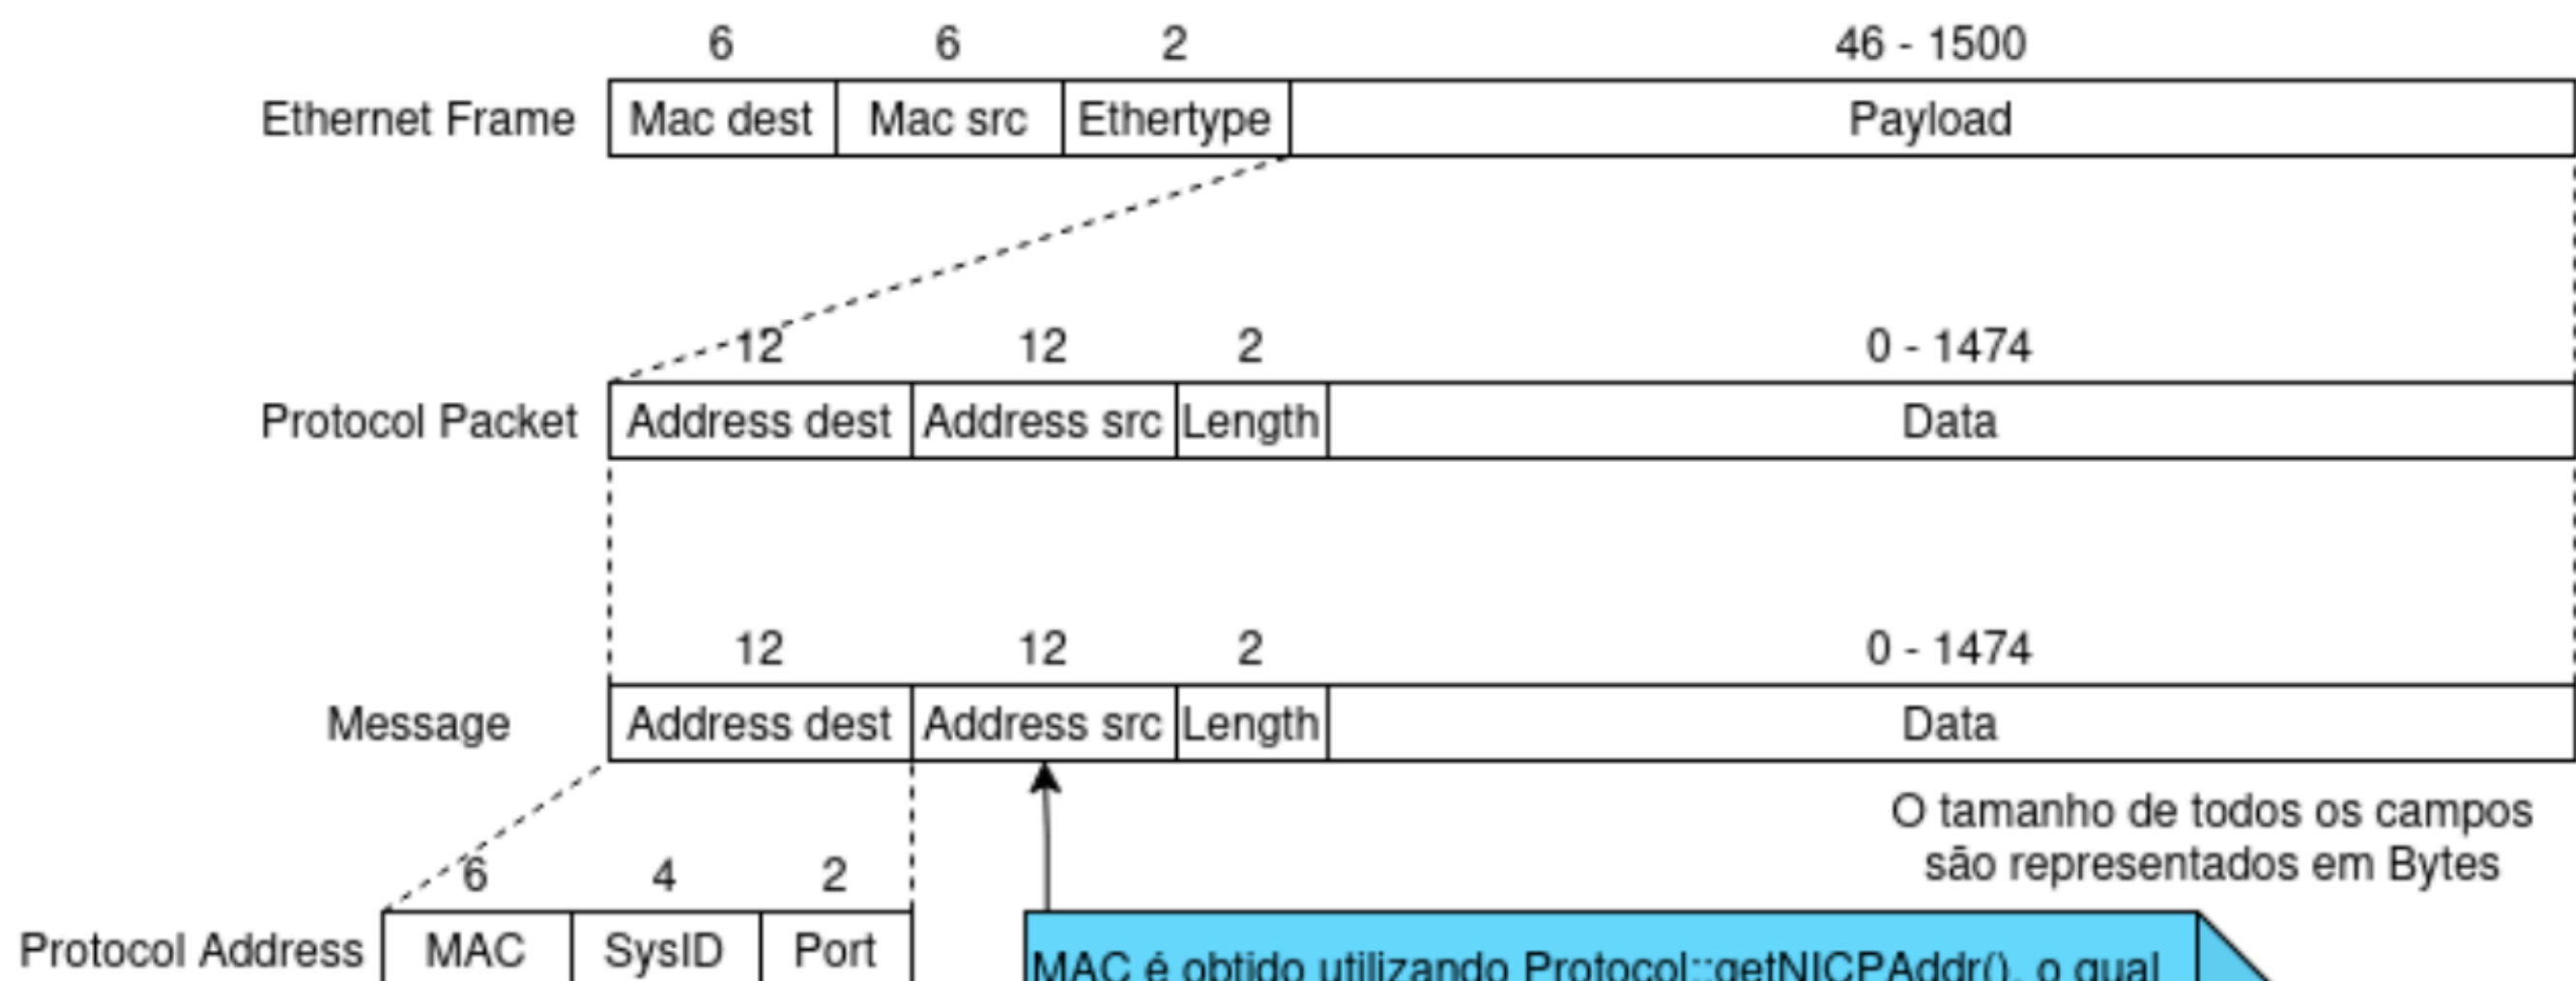 6 6 2 46 - 1500
Ethernet Frame Mac dest Mac src Ethertype Payload
12 12 2 0 - 1474
Protocol Packet Address dest Address src Length Data
12 12 2 0 - 1474
Message Address dest Address src Length Data
O tamanho de todos os campos
são representados em Bytes
6 4 2
Protocol Address MAC SysID Port
MAC é obtido utilizando Protocol::getNICPAddr(), o qual